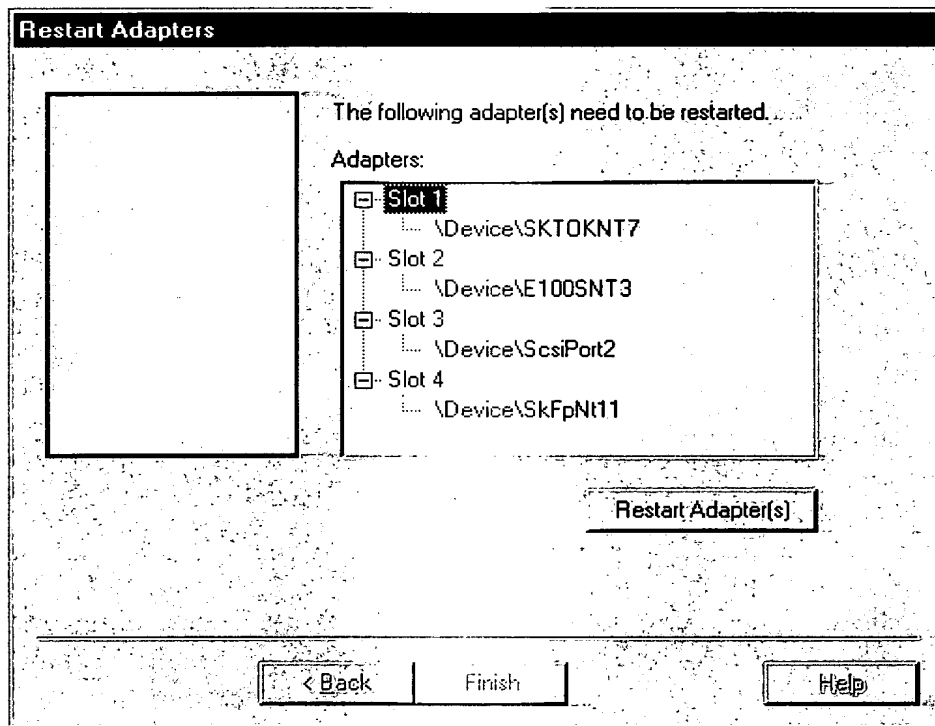 Restart Adapters
The following adapter(s) need to be restarted.
Adapters:
Slot 1
\Device\SKTOKNT7
Slot 2
\Device\E100SNT3
Slot 3
\Device\ScsiPort2
Slot 4
\Device\SkFpNt11
Restart Adapter(s)
< Back
Finish
Help